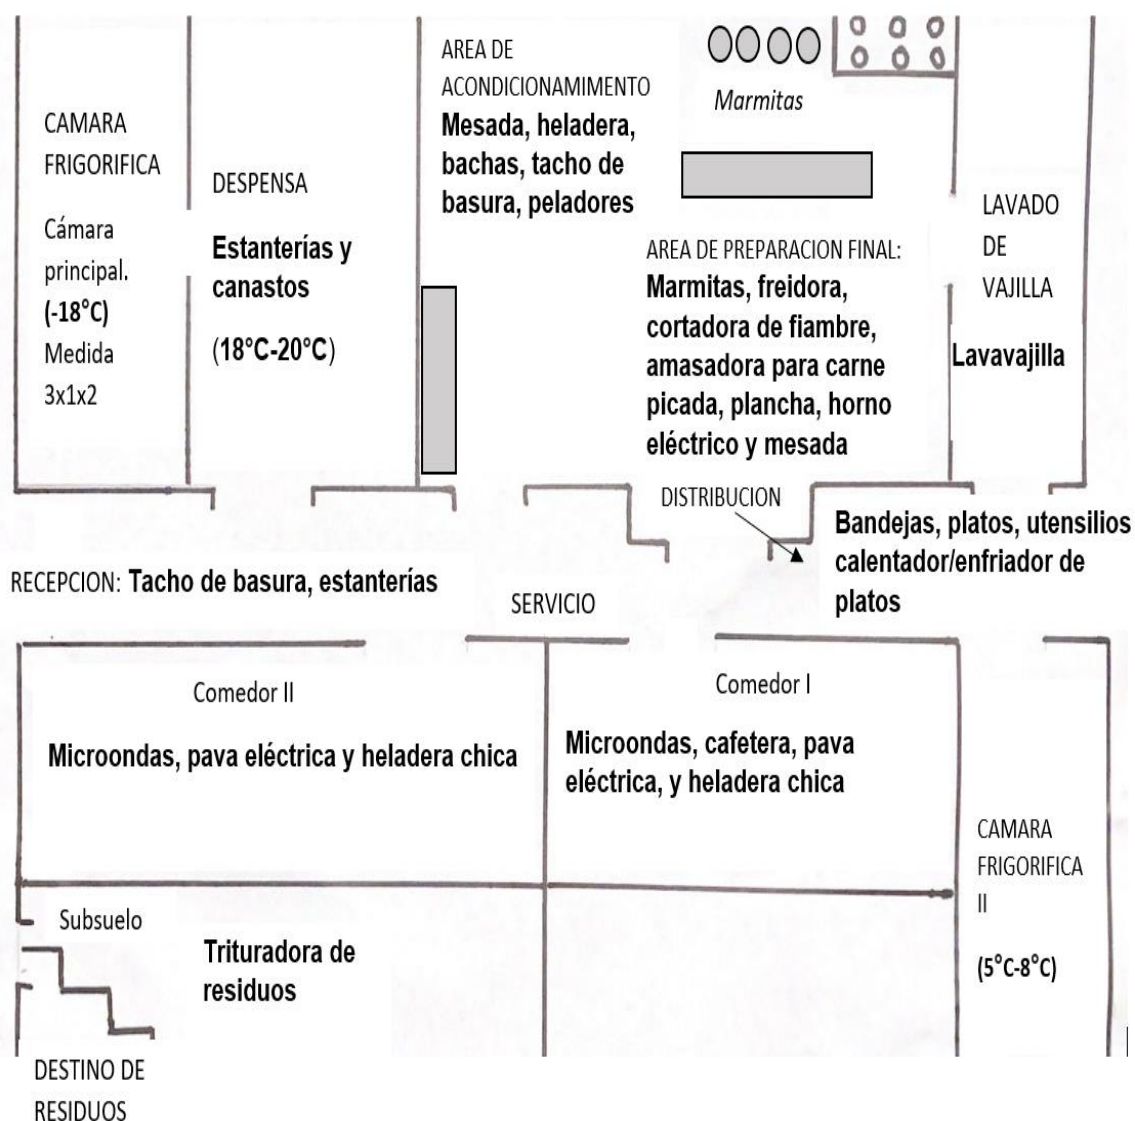 CAMARA
FRIGORIFICA
Cámara
principal.
(-18°C)
Medida
3x1x2
DESPENSA
Estanterías y
canastos
(18°C-20°C)
AREA DE
ACONDICIONAMIMENTO
Mesada, heladera,
bachas, tacho de
basura, peladores
Marmitas
AREA DE PREPARACION FINAL:
Marmitas, freidora,
cortadora de fiambre,
amasadora para carne
picada, plancha, horno
eléctrico y mesada
LAVADO
DE
VAJILLA
Lavavajilla
DISTRIBUCION
Bandejas, platos, utensilios
calentador/enfriador de
platos
RECEPCION: Tacho de basura, estanterías
SERVICIO
Comedor II
Microondas, pava eléctrica y heladera chica
Comedor I
Microondas, cafetera, pava
eléctrica, y heladera chica
CAMARA
FRIGORIFICA
II
(5°C-8°C)
Subsuelo
Trituradora de
residuos
DESTINO DE
RESIDUOS